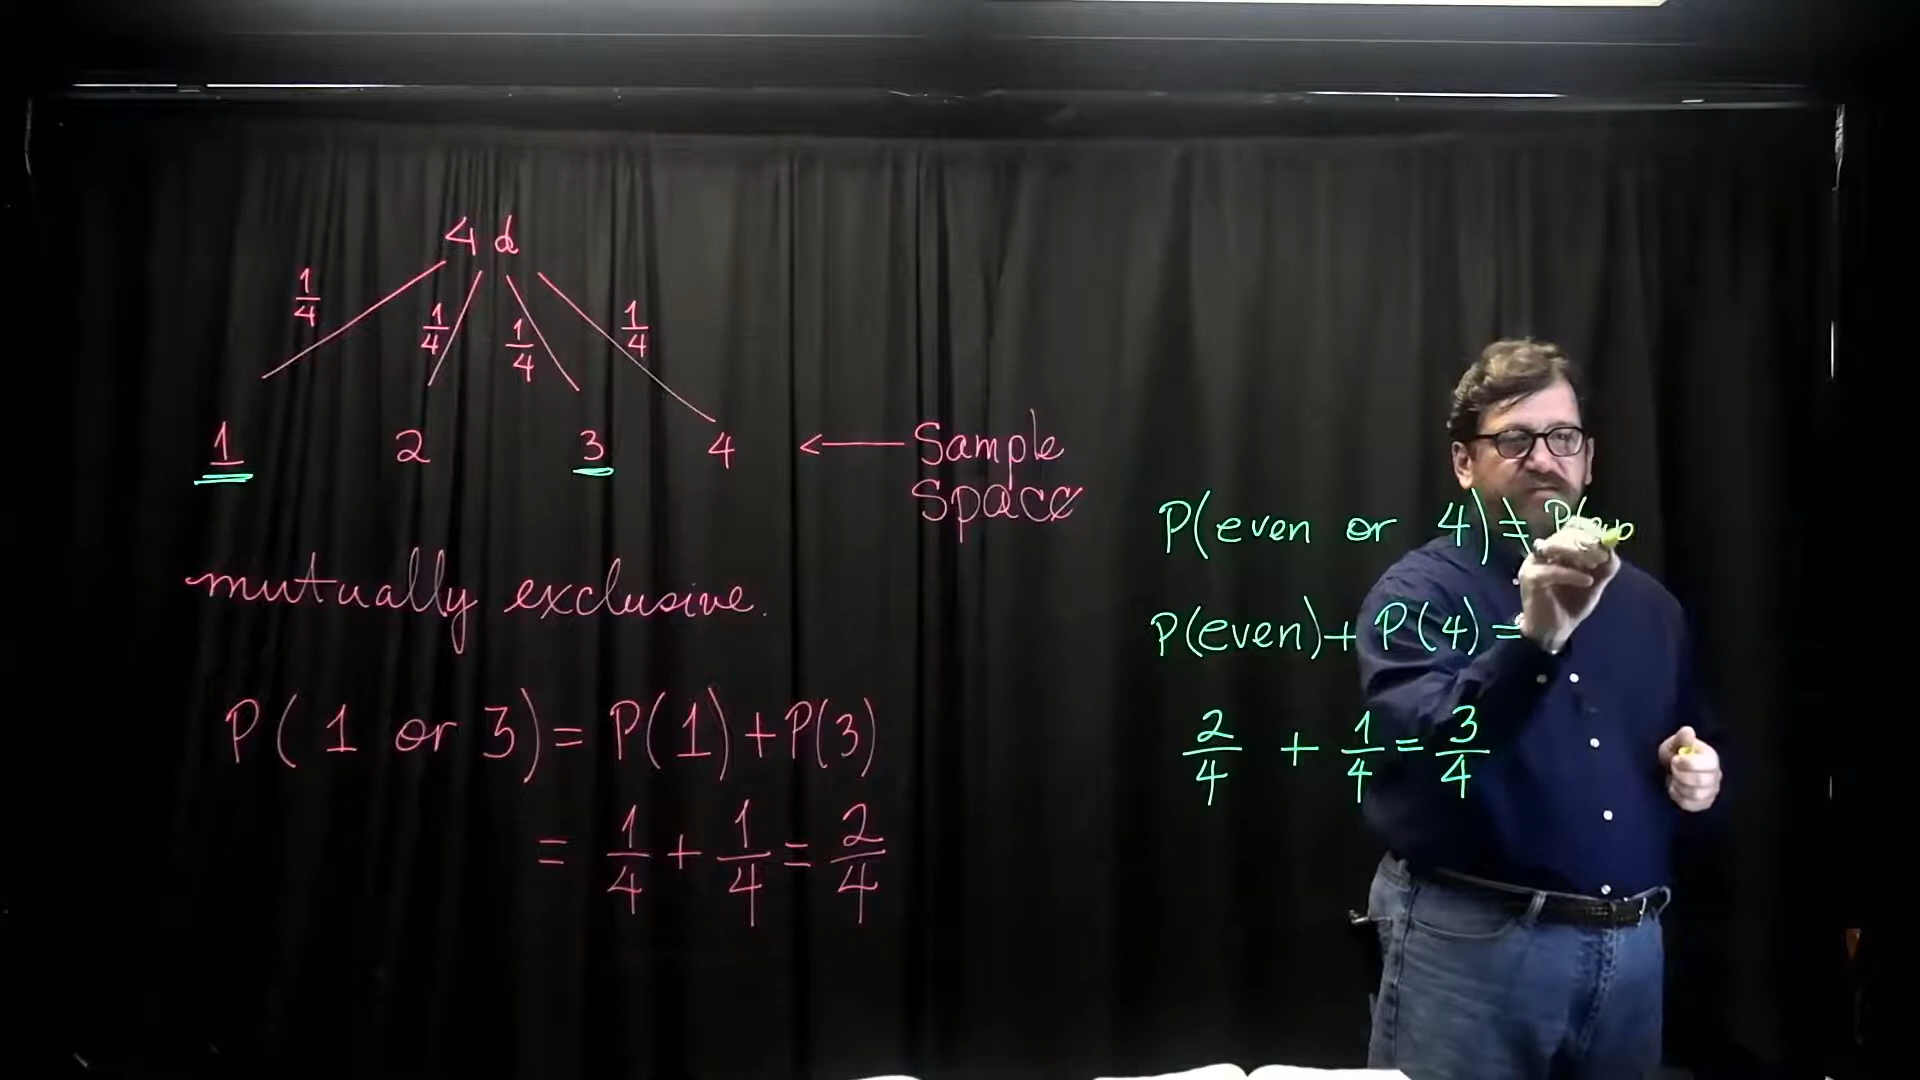 4 d
1/4 1/4 1/4 1/4
1 2 3 4 ← Sample
Space
mutually exclusive.
P( 1 or 3) = P( 1) + P(3)
= 1/4 + 1/4 = 2/4
P(even or 4) ≠
P(even) + P(4) =
2/4 + 1/4 = 3/4